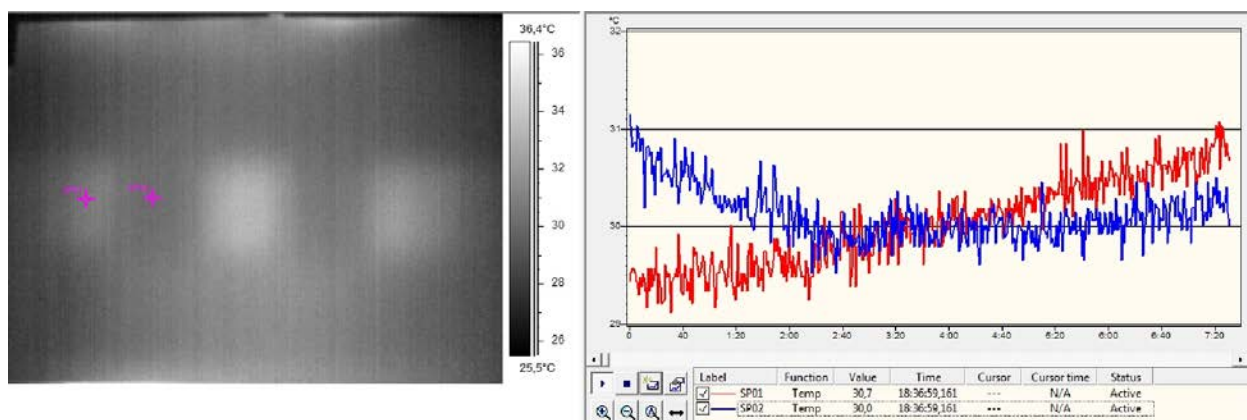 36,4°C
36
34
32
30
28
26
25,5°C
°C
32
31
30
29
0 40 1:20 2:00 2:40 3:20 4:00 4:40 5:20 6:00 6:40 7:20
Label Function Value Time Cursor Cursor time Status
SP01 Temp 30,7 18:36:59,161 --- N/A Active
SP02 Temp 30,0 18:36:59,161 --- N/A Active